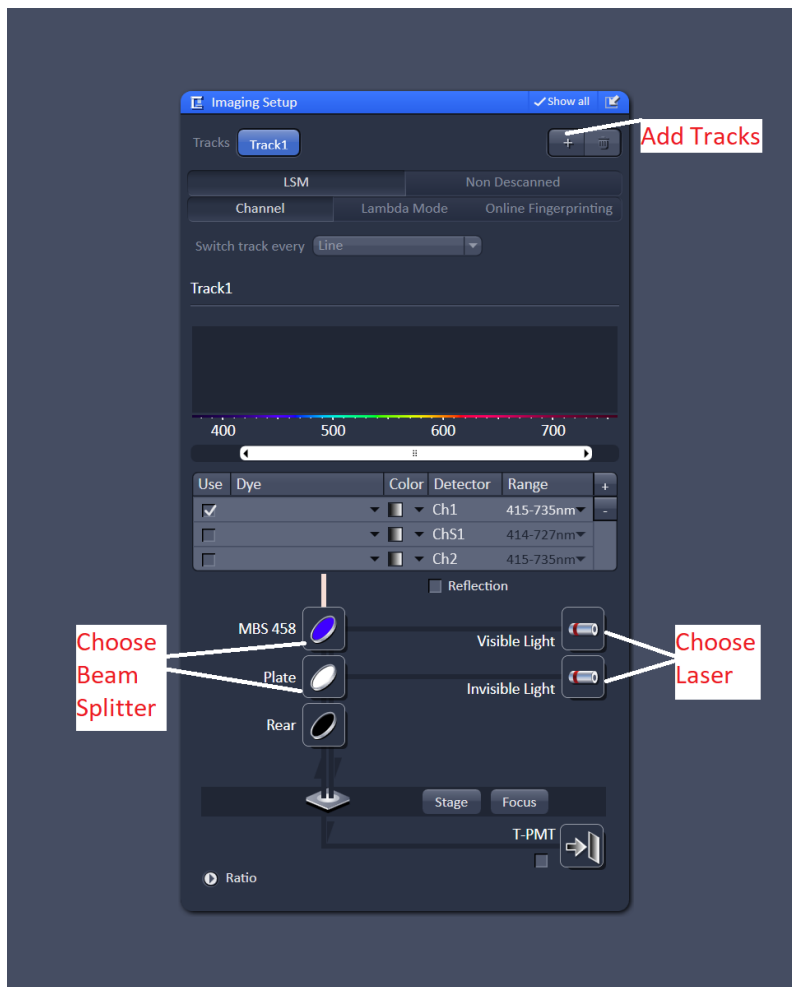 Imaging Setup Show all
Tracks Track1 +
Add Tracks
LSM Non Descanned
Channel Lambda Mode Online Fingerprinting
Switch track every Line
Track1
400 500 600 700
Use Dye Color Detector Range +
Ch1 415-735nm -
ChS1 414-727nm
Ch2 415-735nm
Reflection
MBS 458
Visible Light
Choose
Beam
Splitter
Choose
Laser
Plate
Invisible Light
Rear
Stage Focus
T-PMT
Ratio